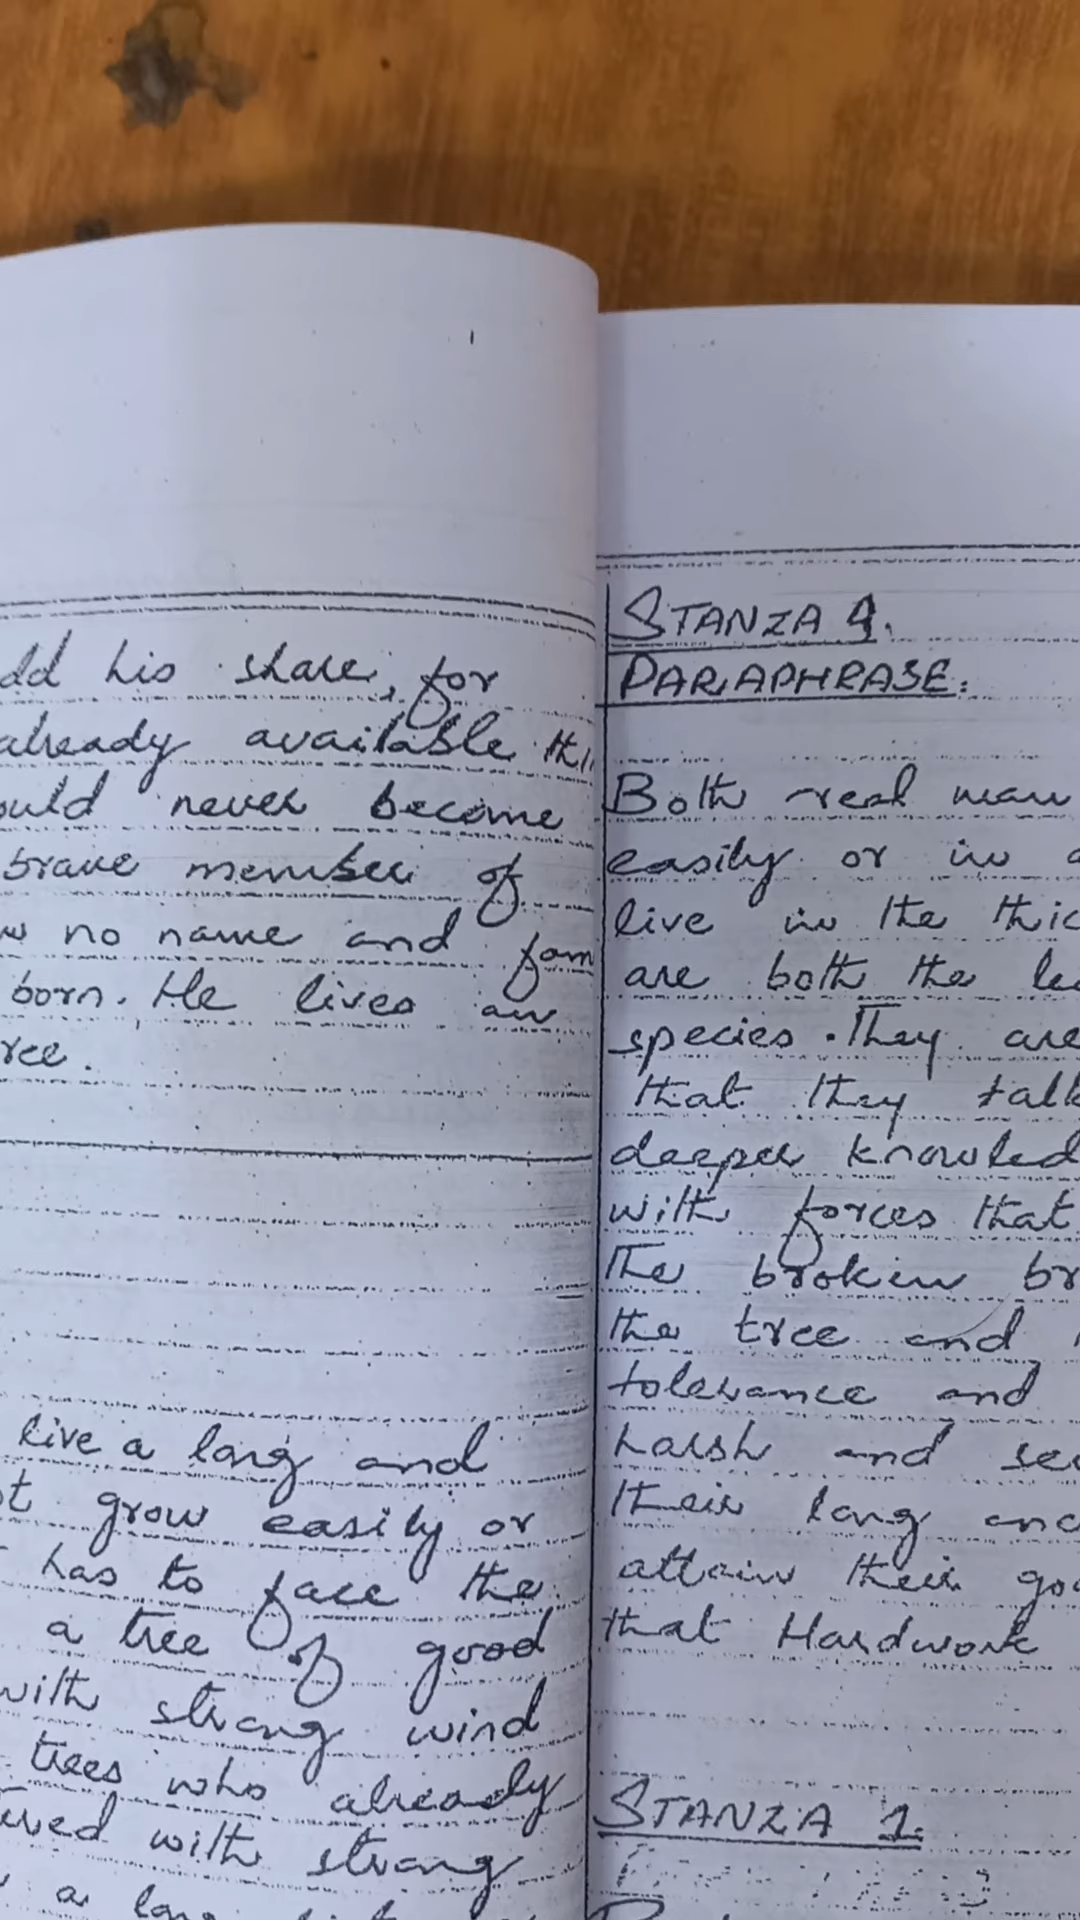 dd his share, for
already available
ould never become
brave member of
no name and fam
born. He lives an
ree.
live a long and
t grow easily or
has to face the
a tree of good
with strong wind
trees who already
ured with strong
a long
STANZA 4.
PARAPHRASE:
Both real man
easily or in a
live in the thic
are both the le
species. They are
that they talk
deeper knowled
with forces that
The broken br
the tree and
tolerance and
harsh and se
their long and
attain their goa
that Hardwork
STANZA 1.